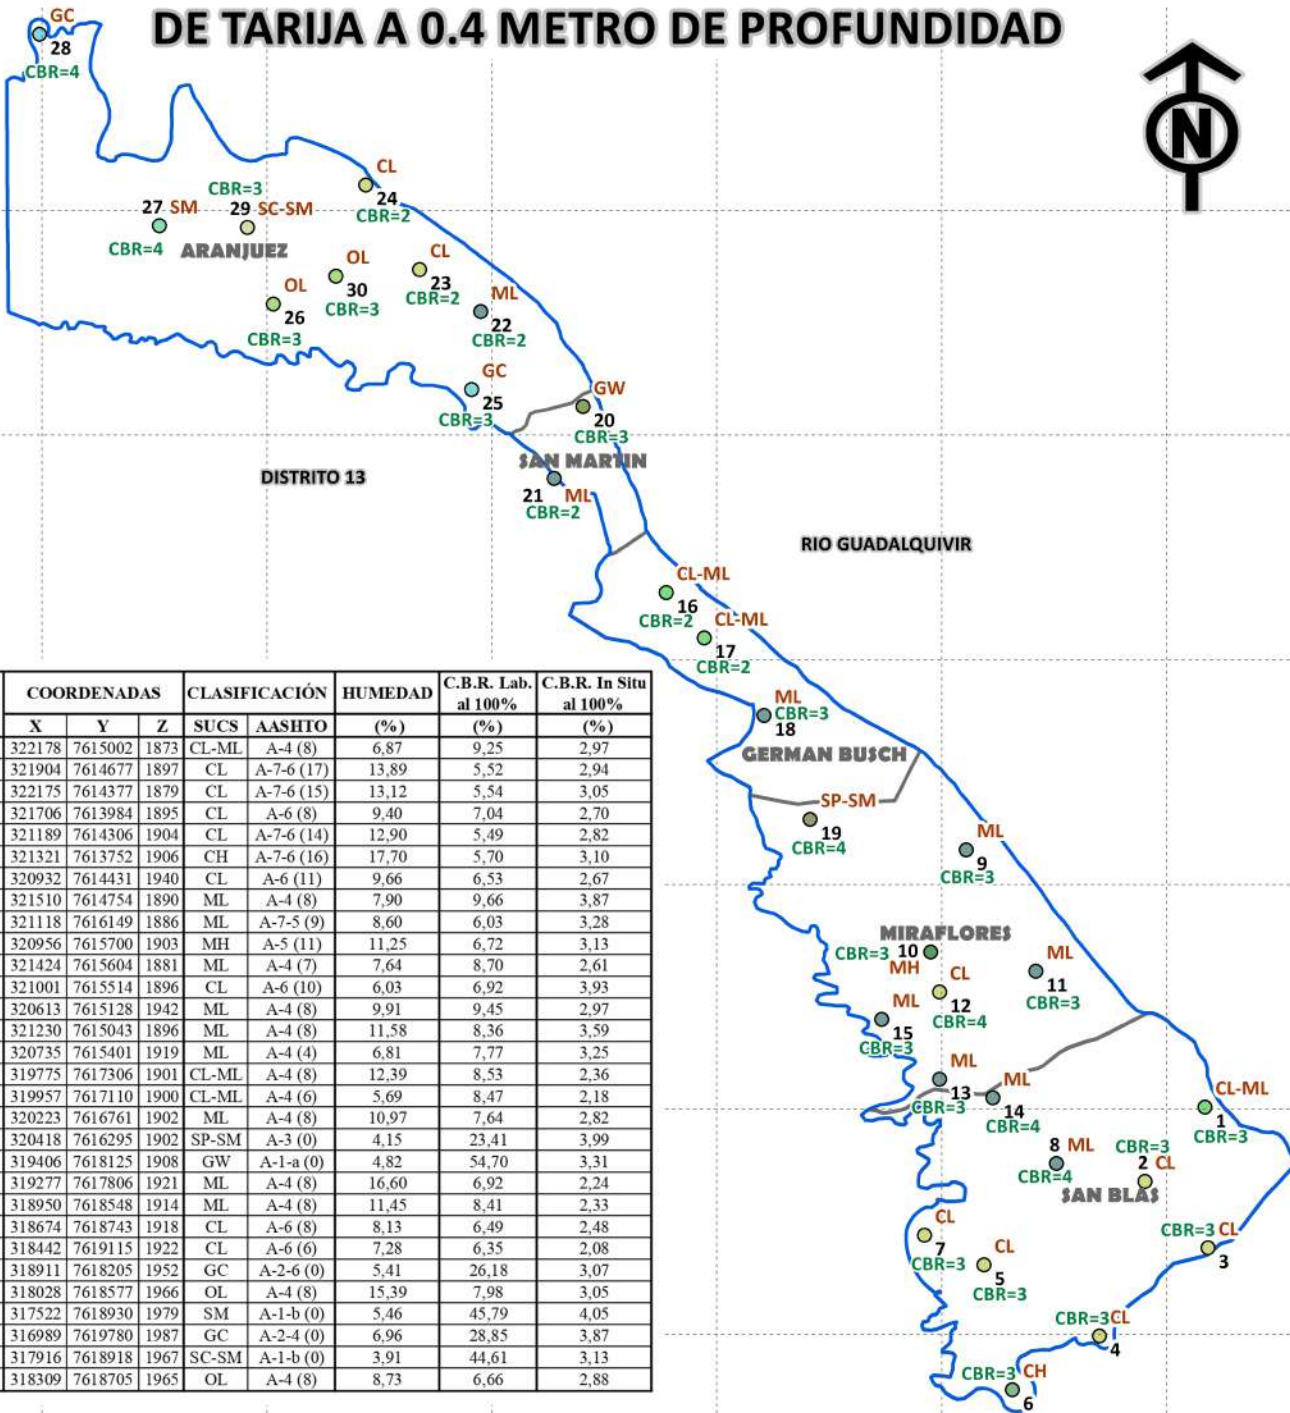 DE TARIJA A 0.4 METRO DE PROFUNDIDAD
GC
28
CBR=4
N
CL
24
CBR=2
CBR=3
27 SM
29 SC-SM
CBR=4
ARANJUEZ
OL
30
CBR=3
CL
23
CBR=2
OL
26
CBR=3
ML
22
CBR=2
GC
25
CBR=3
GW
20
CBR=3
SAN MARTIN
DISTRITO 13
21 ML
CBR=2
RIO GUADALQUIVIR
CL-ML
16
CBR=2
CL-ML
17
CBR=2
ML
CBR=3
18
GERMAN BUSCH
SP-SM
19
CBR=4
ML
9
CBR=3
MIRAFLORES
CBR=3 10
MH
CL
12
CBR=4
ML
11
CBR=3
ML
15
CBR=3
ML
13
CBR=3
ML
14
CBR=4
CL-ML
1
CBR=3
8 ML
CBR=4
CBR=3
2 CL
SAN BLAS
CL
7
CBR=3
CL
5
CBR=3
CBR=3 CL
3
CBR=3 CL
4
CBR=3 CH
6
COORDENADAS CLASIFICACIÓN HUMEDAD C.B.R. Lab. al 100% C.B.R. In Situ al 100%
X Y Z SUCS AASHTO (%) (%) (%)
322178 7615002 1873 CL-ML A-4 (8) 6,87 9,25 2,97
321904 7614677 1897 CL A-7-6 (17) 13,89 5,52 2,94
322175 7614377 1879 CL A-7-6 (15) 13,12 5,54 3,05
321706 7613984 1895 CL A-6 (8) 9,40 7,04 2,70
321189 7614306 1904 CL A-7-6 (14) 12,90 5,49 2,82
321321 7613752 1906 CH A-7-6 (16) 17,70 5,70 3,10
320932 7614431 1940 CL A-6 (11) 9,66 6,53 2,67
321510 7614754 1890 ML A-4 (8) 7,90 9,66 3,87
321118 7616149 1886 ML A-7-5 (9) 8,60 6,03 3,28
320956 7615700 1903 MH A-5 (11) 11,25 6,72 3,13
321424 7615604 1881 ML A-4 (7) 7,64 8,70 2,61
321001 7615514 1896 CL A-6 (10) 6,03 6,92 3,93
320613 7615128 1942 ML A-4 (8) 9,91 9,45 2,97
321230 7615043 1896 ML A-4 (8) 11,58 8,36 3,59
320735 7615401 1919 ML A-4 (4) 6,81 7,77 3,25
319775 7617306 1901 CL-ML A-4 (8) 12,39 8,53 2,36
319957 7617110 1900 CL-ML A-4 (6) 5,69 8,47 2,18
320223 7616761 1902 ML A-4 (8) 10,97 7,64 2,82
320418 7616295 1902 SP-SM A-3 (0) 4,15 23,41 3,99
319406 7618125 1908 GW A-1-a (0) 4,82 54,70 3,31
319277 7617806 1921 ML A-4 (8) 16,60 6,92 2,24
318950 7618548 1914 ML A-4 (8) 11,45 8,41 2,33
318674 7618743 1918 CL A-6 (8) 8,13 6,49 2,48
318442 7619115 1922 CL A-6 (6) 7,28 6,35 2,08
318911 7618205 1952 GC A-2-6 (0) 5,41 26,18 3,07
318028 7618577 1966 OL A-4 (8) 15,39 7,98 3,05
317522 7618930 1979 SM A-1-b (0) 5,46 45,79 4,05
316989 7619780 1987 GC A-2-4 (0) 6,96 28,85 3,87
317916 7618918 1967 SC-SM A-1-b (0) 3,91 44,61 3,13
318309 7618705 1965 OL A-4 (8) 8,73 6,66 2,88